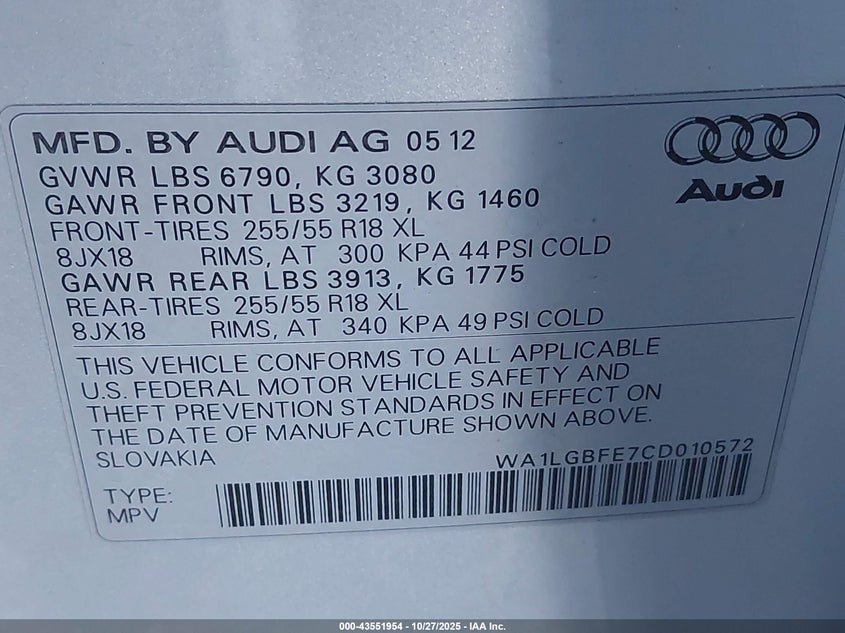 MFD. BY AUDI AG 05 12
Audi
GVWR LBS 6790, KG 3080
GAWR FRONT LBS 3219, KG 1460
FRONT-TIRES 255/55 R18 XL
8JX18 RIMS, AT 300 KPA 44 PSI COLD
GAWR REAR LBS 3913, KG 1775
REAR-TIRES 255/55 R18 XL
8JX18 RIMS, AT 340 KPA 49 PSI COLD
THIS VEHICLE CONFORMS TO ALL APPLICABLE
U.S. FEDERAL MOTOR VEHICLE SAFETY AND
THEFT PREVENTION STANDARDS IN EFFECT ON
THE DATE OF MANUFACTURE SHOWN ABOVE.
SLOVAKIA WA1LGBFE7CD010572
TYPE:
MPV
000-43551954 - 10/27/2025 - IAA Inc.